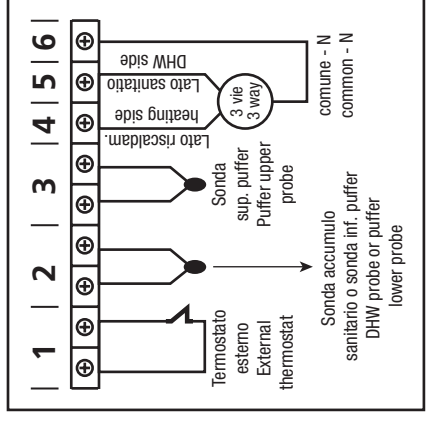 1 2 3 4 5 6
Termostato
esterno
External
thermostat
Sonda accumulo
sanitario o sonda inf. puffer
DHW probe or puffer
lower probe
Sonda
sup. puffer
Puffer upper
probe
Lato riscaldam.
heating side
Lato sanitatio
DHW side
3 vie
3 way
comune - N
common - N